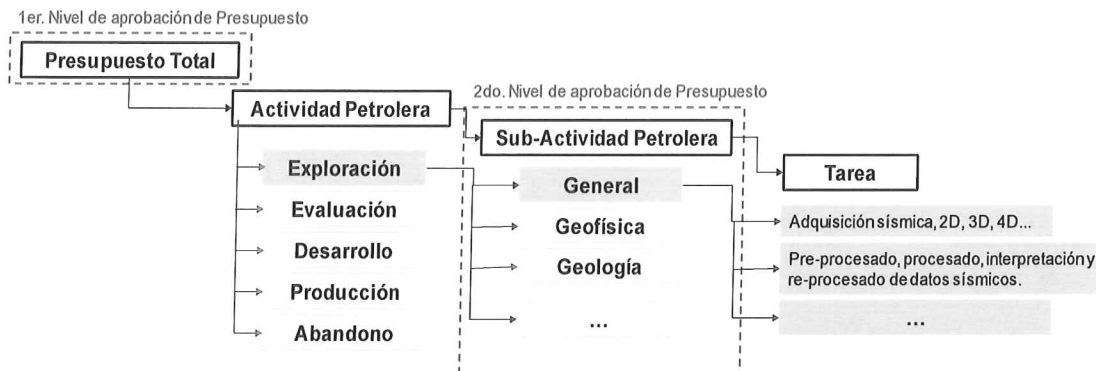 1er. Nivel de aprobación de Presupuesto
Presupuesto Total
2do. Nivel de aprobación de Presupuesto
Actividad Petrolera
Sub-Actividad Petrolera
Tarea
Exploración
Evaluación
Desarrollo
Producción
Abandono
General
Geofísica
Geología
...
Adquisición sísmica, 2D, 3D, 4D...
Pre-procesado, procesado, interpretación y
re-procesado de datos sísmicos.
...